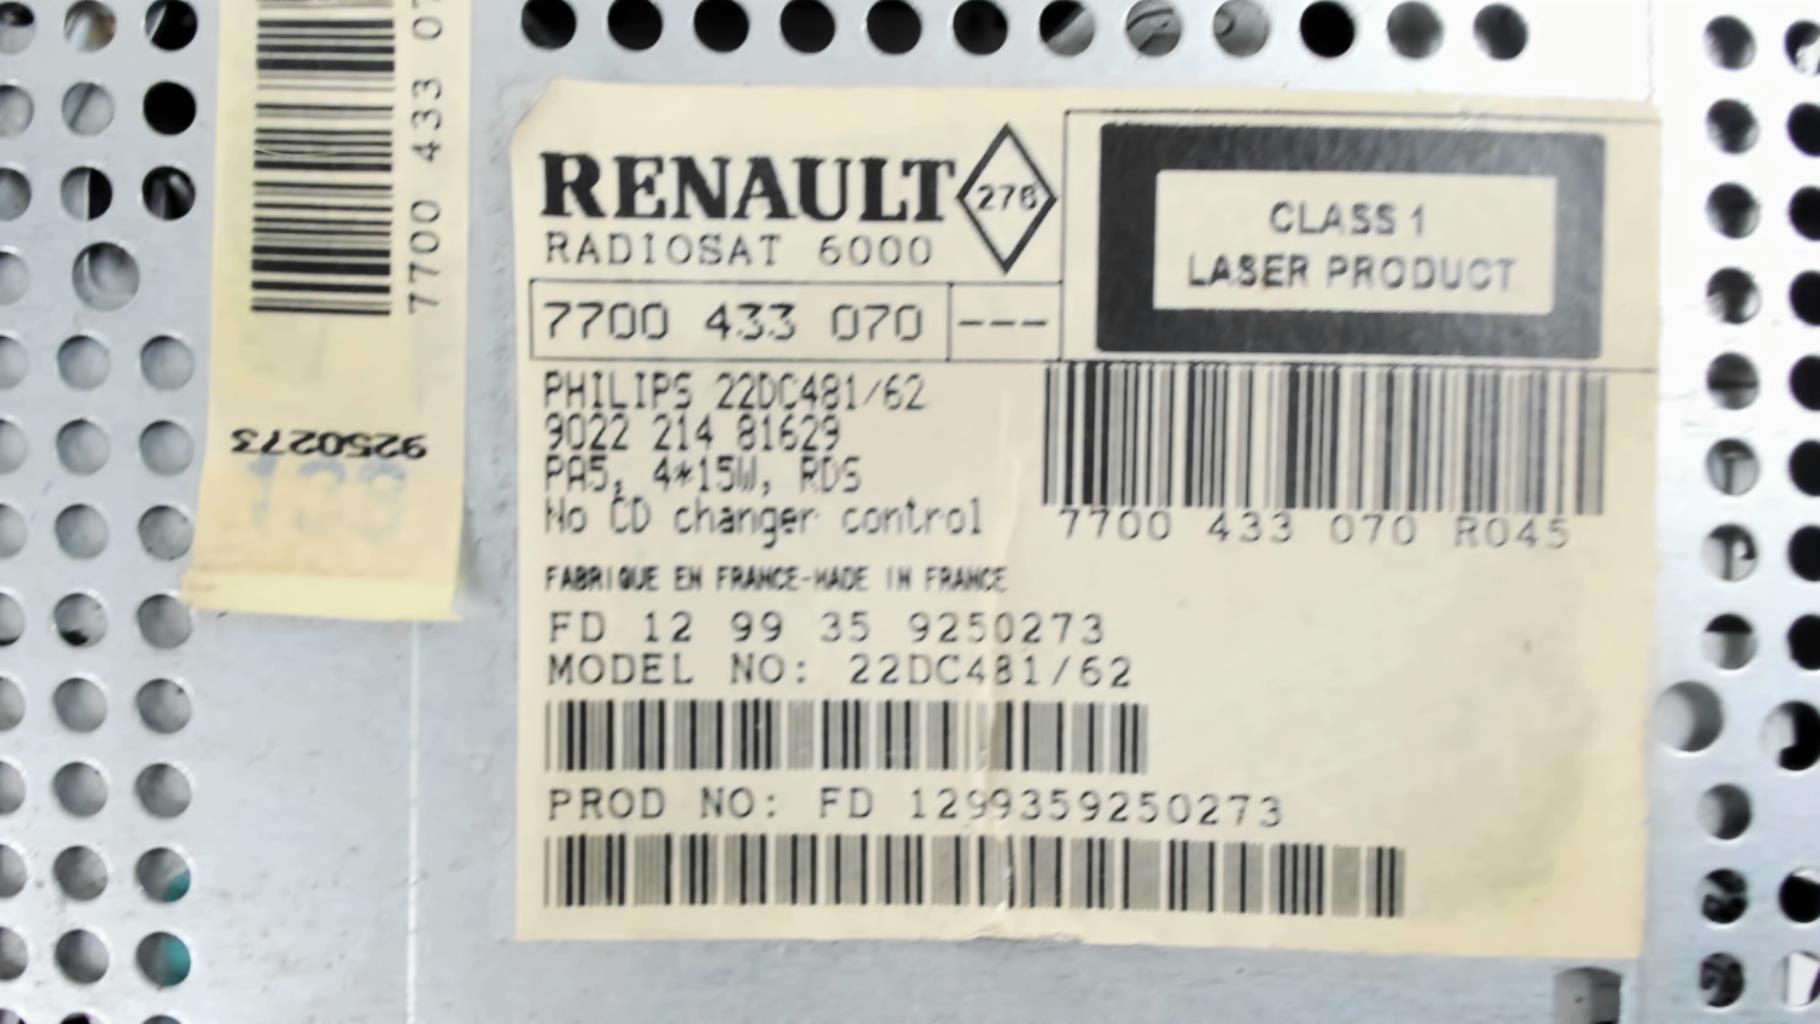 7700 433 07
9250273
RENAULT
276
RADIOSAT 6000
7700 433 070 ---
CLASS 1
LASER PRODUCT
PHILIPS 22DC481/62
9022 214 81629
PA5, 4*15W, RDS
No CD changer control
7700 433 070 R045
FABRIQUE EN FRANCE-MADE IN FRANCE
FD 12 99 35 9250273
MODEL NO: 22DC481/62
PROD NO: FD 1299359250273